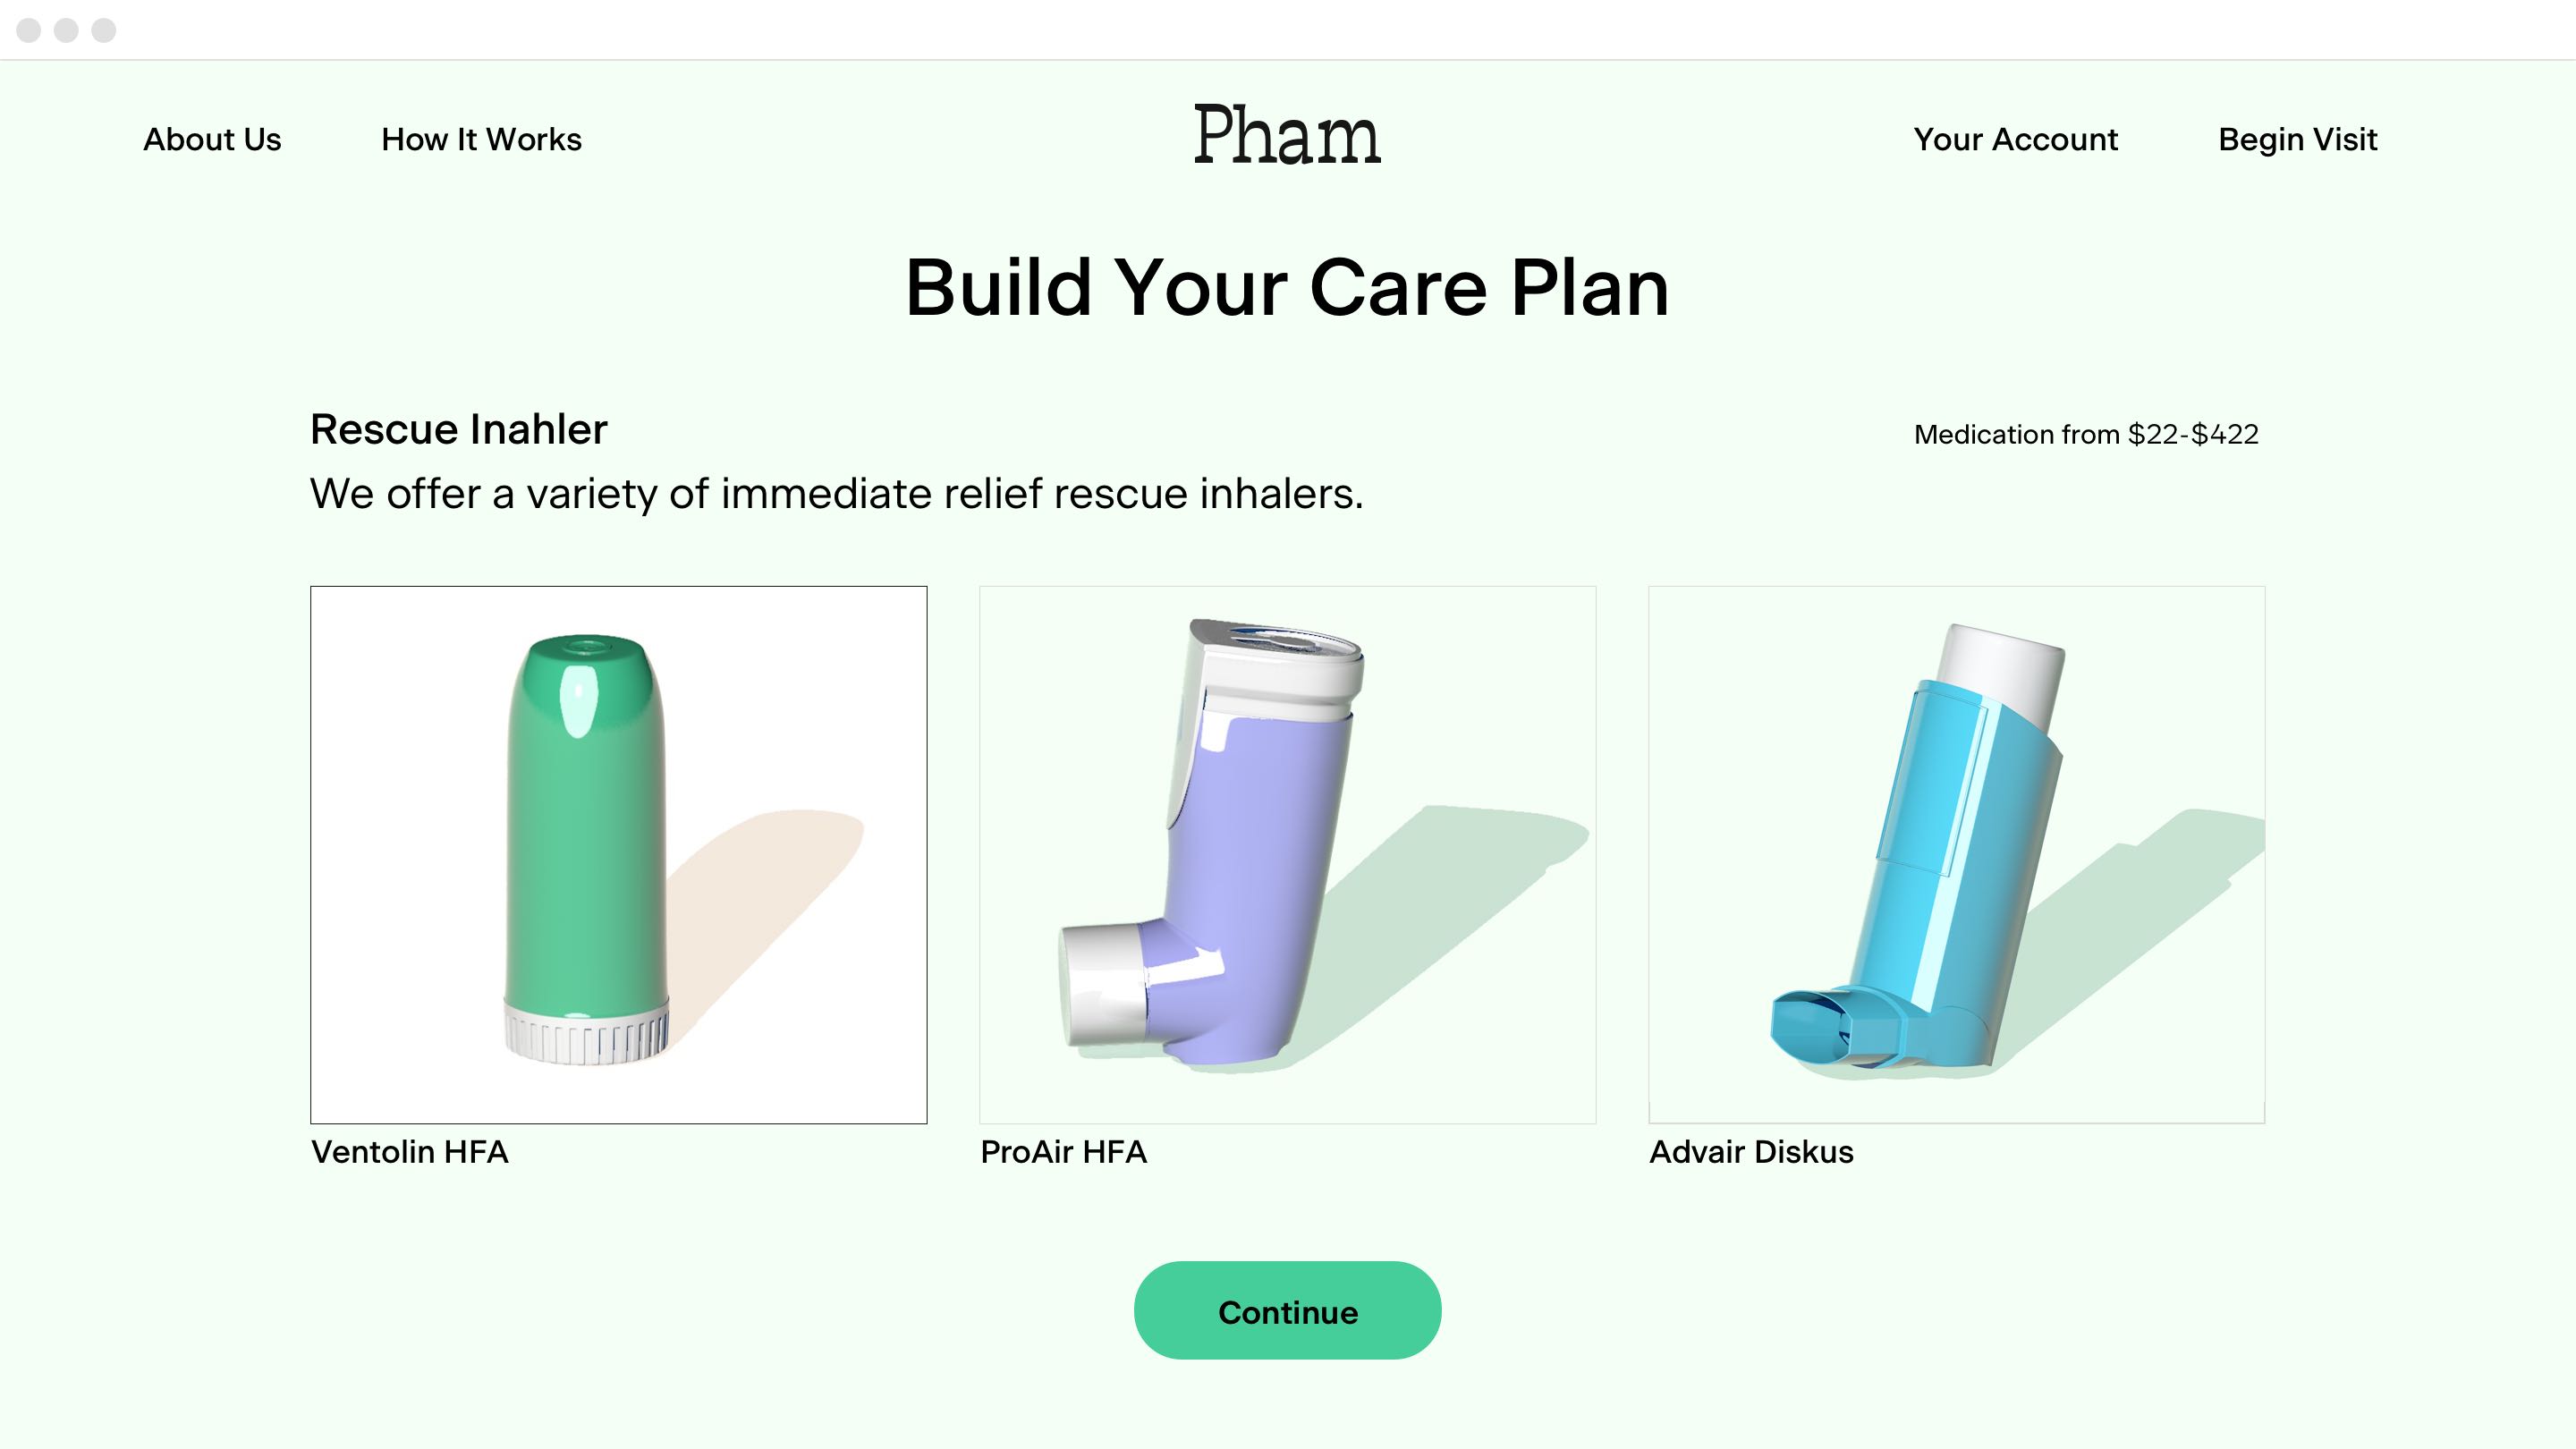 About Us
How It Works
Pham
Your Account
Begin Visit
Build Your Care Plan
Rescue Inahler
Medication from $22-$422
We offer a variety of immediate relief rescue inhalers.
Ventolin HFA
ProAir HFA
Advair Diskus
Continue